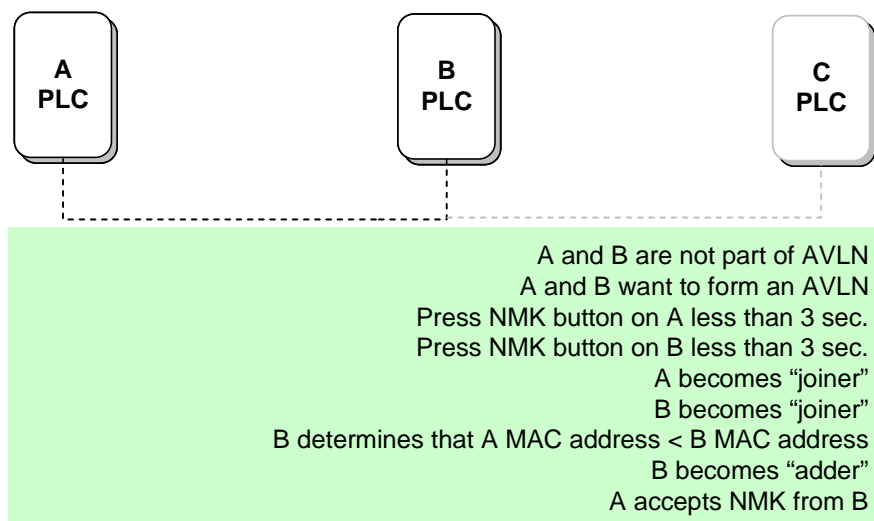 A
PLC
B
PLC
C
PLC
A and B are not part of AVLN
A and B want to form an AVLN
Press NMK button on A less than 3 sec.
Press NMK button on B less than 3 sec.
A becomes “joiner”
B becomes “joiner”
B determines that A MAC address < B MAC address
B becomes “adder”
A accepts NMK from B